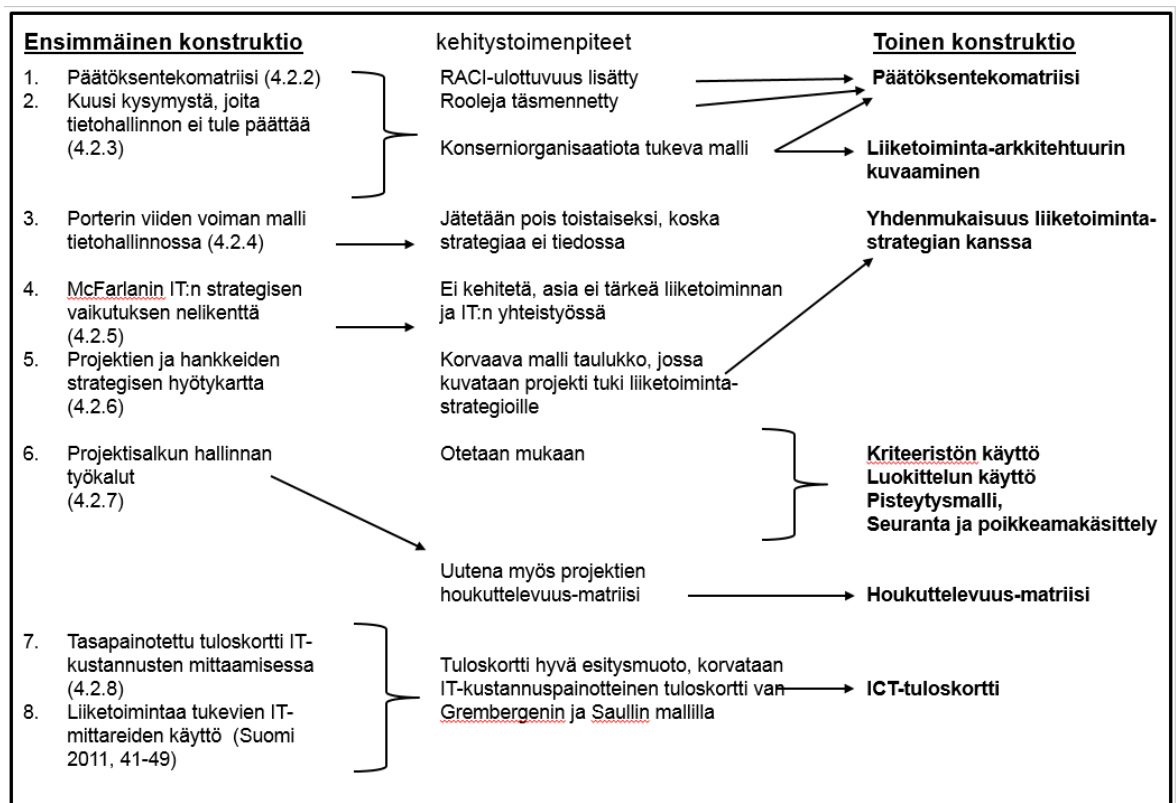 Ensimmäinen konstruktio
kehitystoimenpiteet
Toinen konstruktio
1. Päätöksentekomatriisi (4.2.2)
2. Kuusi kysymystä, joita
tietohallinnon ei tule päättää
(4.2.3)
RACI-ulottuvuus lisätty
Rooleja täsmennetty
Konserniorganisaatiota tukeva malli
Päätöksentekomatriisi
Liiketoiminta-arkkitehtuurin
kuvaaminen
3. Porterin viiden voiman malli
tietohallinnossa (4.2.4)
Jätetään pois toistaiseksi, koska
strategiaa ei tiedossa
Yhdenmukaisuus liiketoiminta-
strategian kanssa
4. McFarlanin IT:n strategisen
vaikutuksen nelikenttä
(4.2.5)
Ei kehitetä, asia ei tärkeä liiketoiminnan
ja IT:n yhteistyössä
5. Projektien ja hankkeiden
strategisen hyötykartta
(4.2.6)
Korvaava malli taulukko, jossa
kuvataan projekti tuki liiketoiminta-
strategioille
6. Projektisalkun hallinnan
työkalut
(4.2.7)
Otetaan mukaan
Kriteeristön käyttö
Luokittelun käyttö
Pisteytysmalli,
Seuranta ja poikkeamakäsittely
Uutena myös projektien
houkuttelevuus-matriisi
Houkuttelevuus-matriisi
7. Tasapainotettu tuloskortti IT-
kustannusten mittaamisessa
(4.2.8)
8. Liiketoimintaa tukevien IT-
mittareiden käyttö (Suomi
2011, 41-49)
Tuloskortti hyvä esitysmuoto, korvataan
IT-kustannuspainotteinen tuloskortti van
Grembergenin ja Saullin mallilla
ICT-tuloskortti